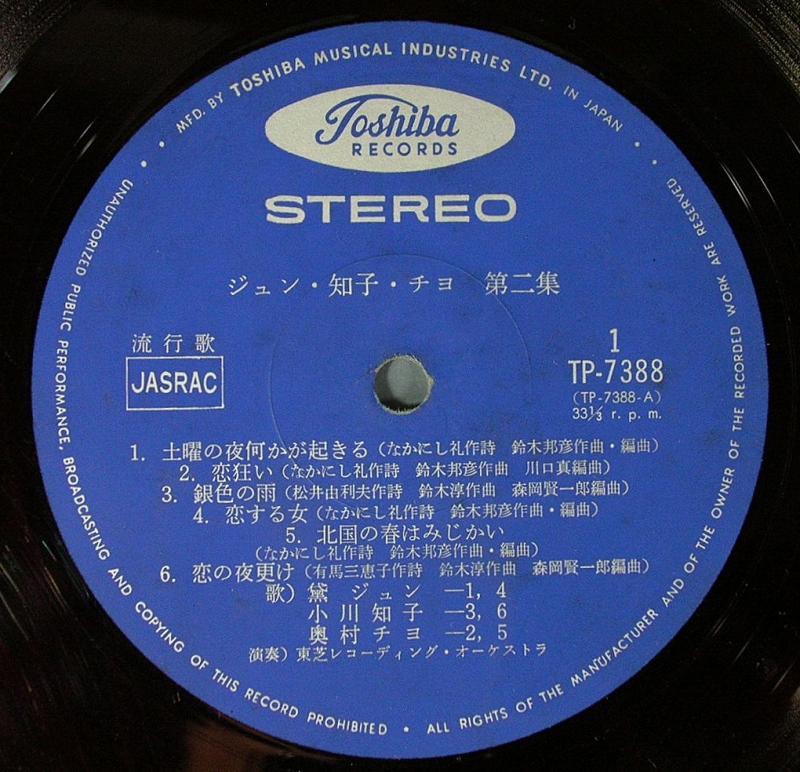 MFD. BY TOSHIBA MUSICAL INDUSTRIES LTD. IN JAPAN
Toshiba
RECORDS
STEREO
ジュン・知子・チヨ 第二集
流行歌
JASRAC
1
TP-7388
(TP-7388-A)
33⅓ r. p. m.
1. 土曜の夜何かが起きる(なかにし礼作詩 鈴木邦彦作曲・編曲)
2. 恋狂い(なかにし礼作詩 鈴木邦彦作曲 川口真編曲)
3. 銀色の雨(松井由利夫作詩 鈴木淳作曲 森岡賢一郎編曲)
4. 恋する女(なかにし礼作詩 鈴木邦彦作曲・編曲)
5. 北国の春はみじかい
(なかにし礼作詩 鈴木邦彦作曲・編曲)
6. 恋の夜更け(有馬三恵子作詩 鈴木淳作曲 森岡賢一郎編曲)
歌) 黛 ジュン —1, 4
小川知子 —3, 6
奥村チヨ —2, 5
演奏) 東芝レコーディング・オーケストラ
UNAUTHORIZED PUBLIC PERFORMANCE, BROADCASTING AND COPYING OF THIS RECORD PROHIBITED • ALL RIGHTS OF THE MANUFACTURER AND OF THE OWNER OF THE RECORDED WORK ARE RESERVED